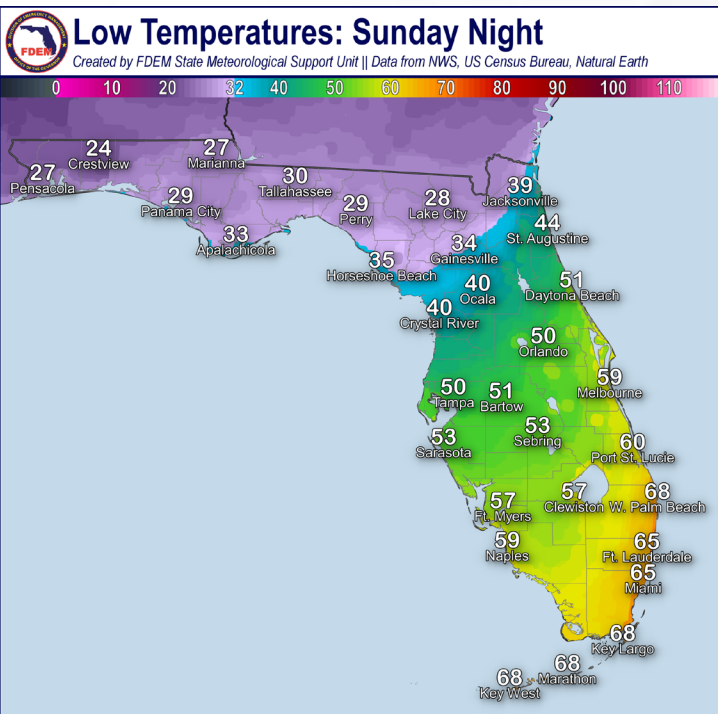 Low Temperatures: Sunday Night
Created by FDEM State Meteorological Support Unit || Data from NWS, US Census Bureau, Natural Earth
FDEM
0 10 20 32 40 50 60 70 80 90 100 110
24
Crestview
27
Marianna
27
Pensacola
30
Tallahassee
29
Panama City
29
Perry
28
Lake City
39
Jacksonville
33
Apalachicola
34
Gainesville
44
St. Augustine
35
Horseshoe Beach
40
Ocala
51
Daytona Beach
40
Crystal River
50
Orlando
59
Melbourne
50
Tampa
51
Bartow
53
Sarasota
53
Sebring
60
Port St. Lucie
57
Ft. Myers
57
Clewiston
68
W. Palm Beach
59
Naples
65
Ft. Lauderdale
65
Miami
68
Key Largo
68
Marathon
68
Key West